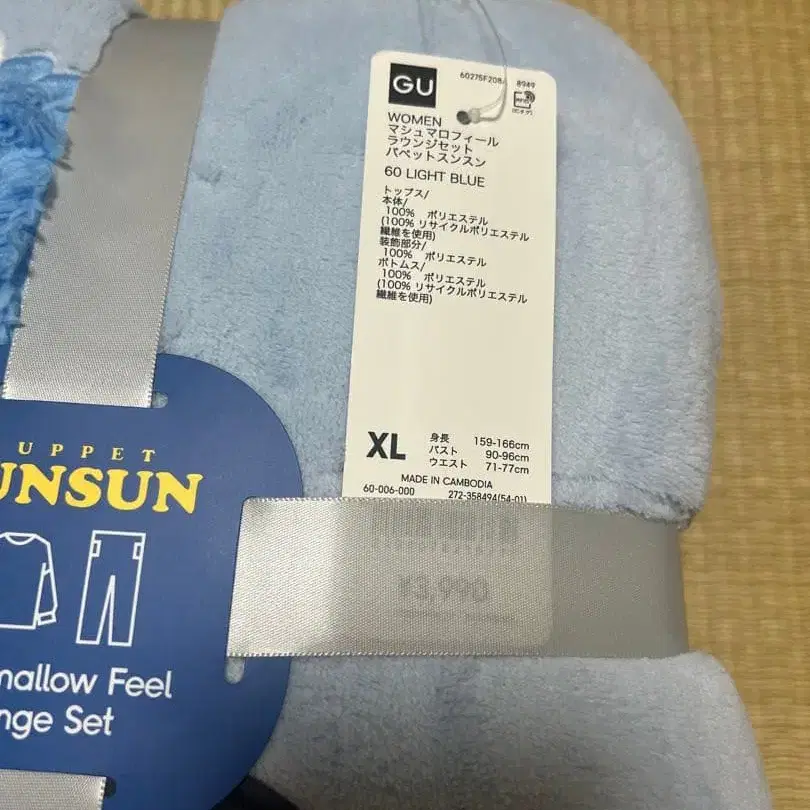 GU
60275F208A 8949
WOMEN
マシュマロフィール
ラウンジセット
パペットスンスン
60 LIGHT BLUE
トップス/
本体/
100% ポリエステル
(100% リサイクルポリエステル
繊維を使用)
装飾部分/
100% ポリエステル
ボトムス/
100% ポリエステル
(100% リサイクルポリエステル
繊維を使用)
XL
身長 159-166cm
バスト 90-96cm
ウエスト 71-77cm
MADE IN CAMBODIA
60-006-000 272-358494(54-01)
¥3,990
UPPET
UNSUN
mallow Feel
nge Set